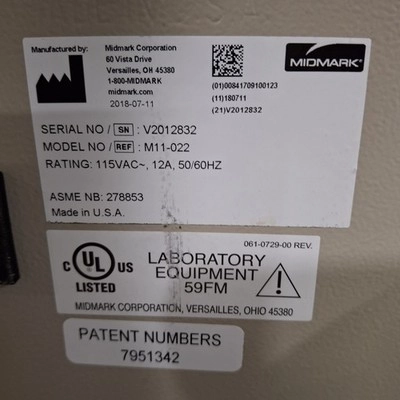 Manufactured by:
Midmark Corporation
60 Vista Drive
Versailles, OH 45380
1-800-MIDMARK
midmark.com
2018-07-11
MIDMARK
(01)00841709100123
(11)180711
(21)V2012832
SERIAL NO / SN : V2012832
MODEL NO / REF : M11-022
RATING: 115VAC~, 12A, 50/60HZ
ASME NB: 278853
Made in U.S.A.
061-0729-00 REV.
C UL US
LISTED
LABORATORY
EQUIPMENT
59FM
MIDMARK CORPORATION, VERSAILLES, OHIO 45380
PATENT NUMBERS
7951342